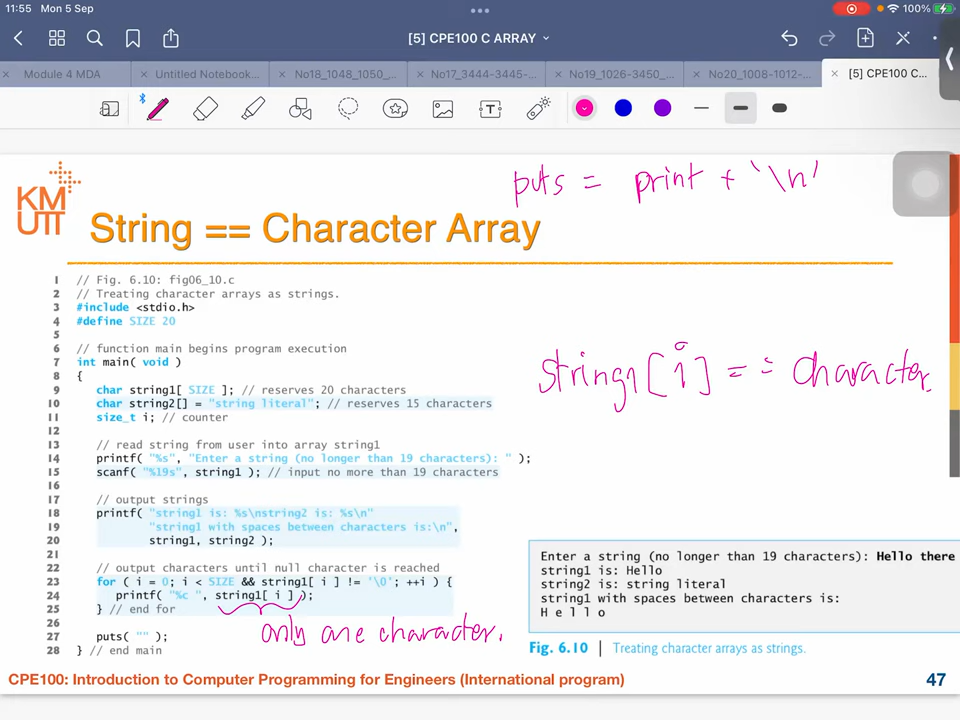 11:55 Mon 5 Sep 100%
[5] CPE100 C ARRAY
Module 4 MDA
Untitled Notebook...
No18_1048_1050_...
No17_3444-3445-...
No19_1026-3450_...
No20_1008-1012-...
[5] CPE100 C...
puts = print + '\n'
KM
UTT
String == Character Array
1 // Fig. 6.10: fig06_10.c
2 // Treating character arrays as strings.
3 #include <stdio.h>
4 #define SIZE 20
5
6 // function main begins program execution
7 int main( void )
8 {
9 char string1[ SIZE ]; // reserves 20 characters
10 char string2[] = "string literal"; // reserves 15 characters
11 size_t i; // counter
12
13 // read string from user into array string1
14 printf( "%s", "Enter a string (no longer than 19 characters): " );
15 scanf( "%19s", string1 ); // input no more than 19 characters
16
17 // output strings
18 printf( "string1 is: %s\nstring2 is: %s\n"
19 "string1 with spaces between characters is:\n",
20 string1, string2 );
21
22 // output characters until null character is reached
23 for ( i = 0; i < SIZE && string1[ i ] != '\0'; ++i ) {
24 printf( "%c ", string1[ i ] );
25 } // end for
26
27 puts( "" );
28 } // end main
string1[i] == character.
only one character.
Enter a string (no longer than 19 characters): Hello there
string1 is: Hello
string2 is: string literal
string1 with spaces between characters is:
H e l l o
Fig. 6.10 | Treating character arrays as strings.
CPE100: Introduction to Computer Programming for Engineers (International program)
47